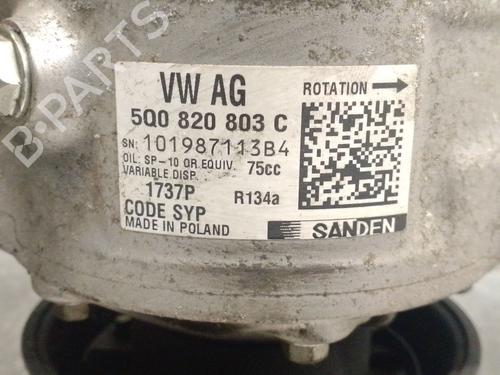 B-PARTS
VW AG
ROTATION
5Q0 820 803 C
SN: 101987113B4
OIL: SP-10 OR EQUIV. 75cc
VARIABLE DISP.
1737P R134a
CODE SYP
MADE IN POLAND
SANDEN